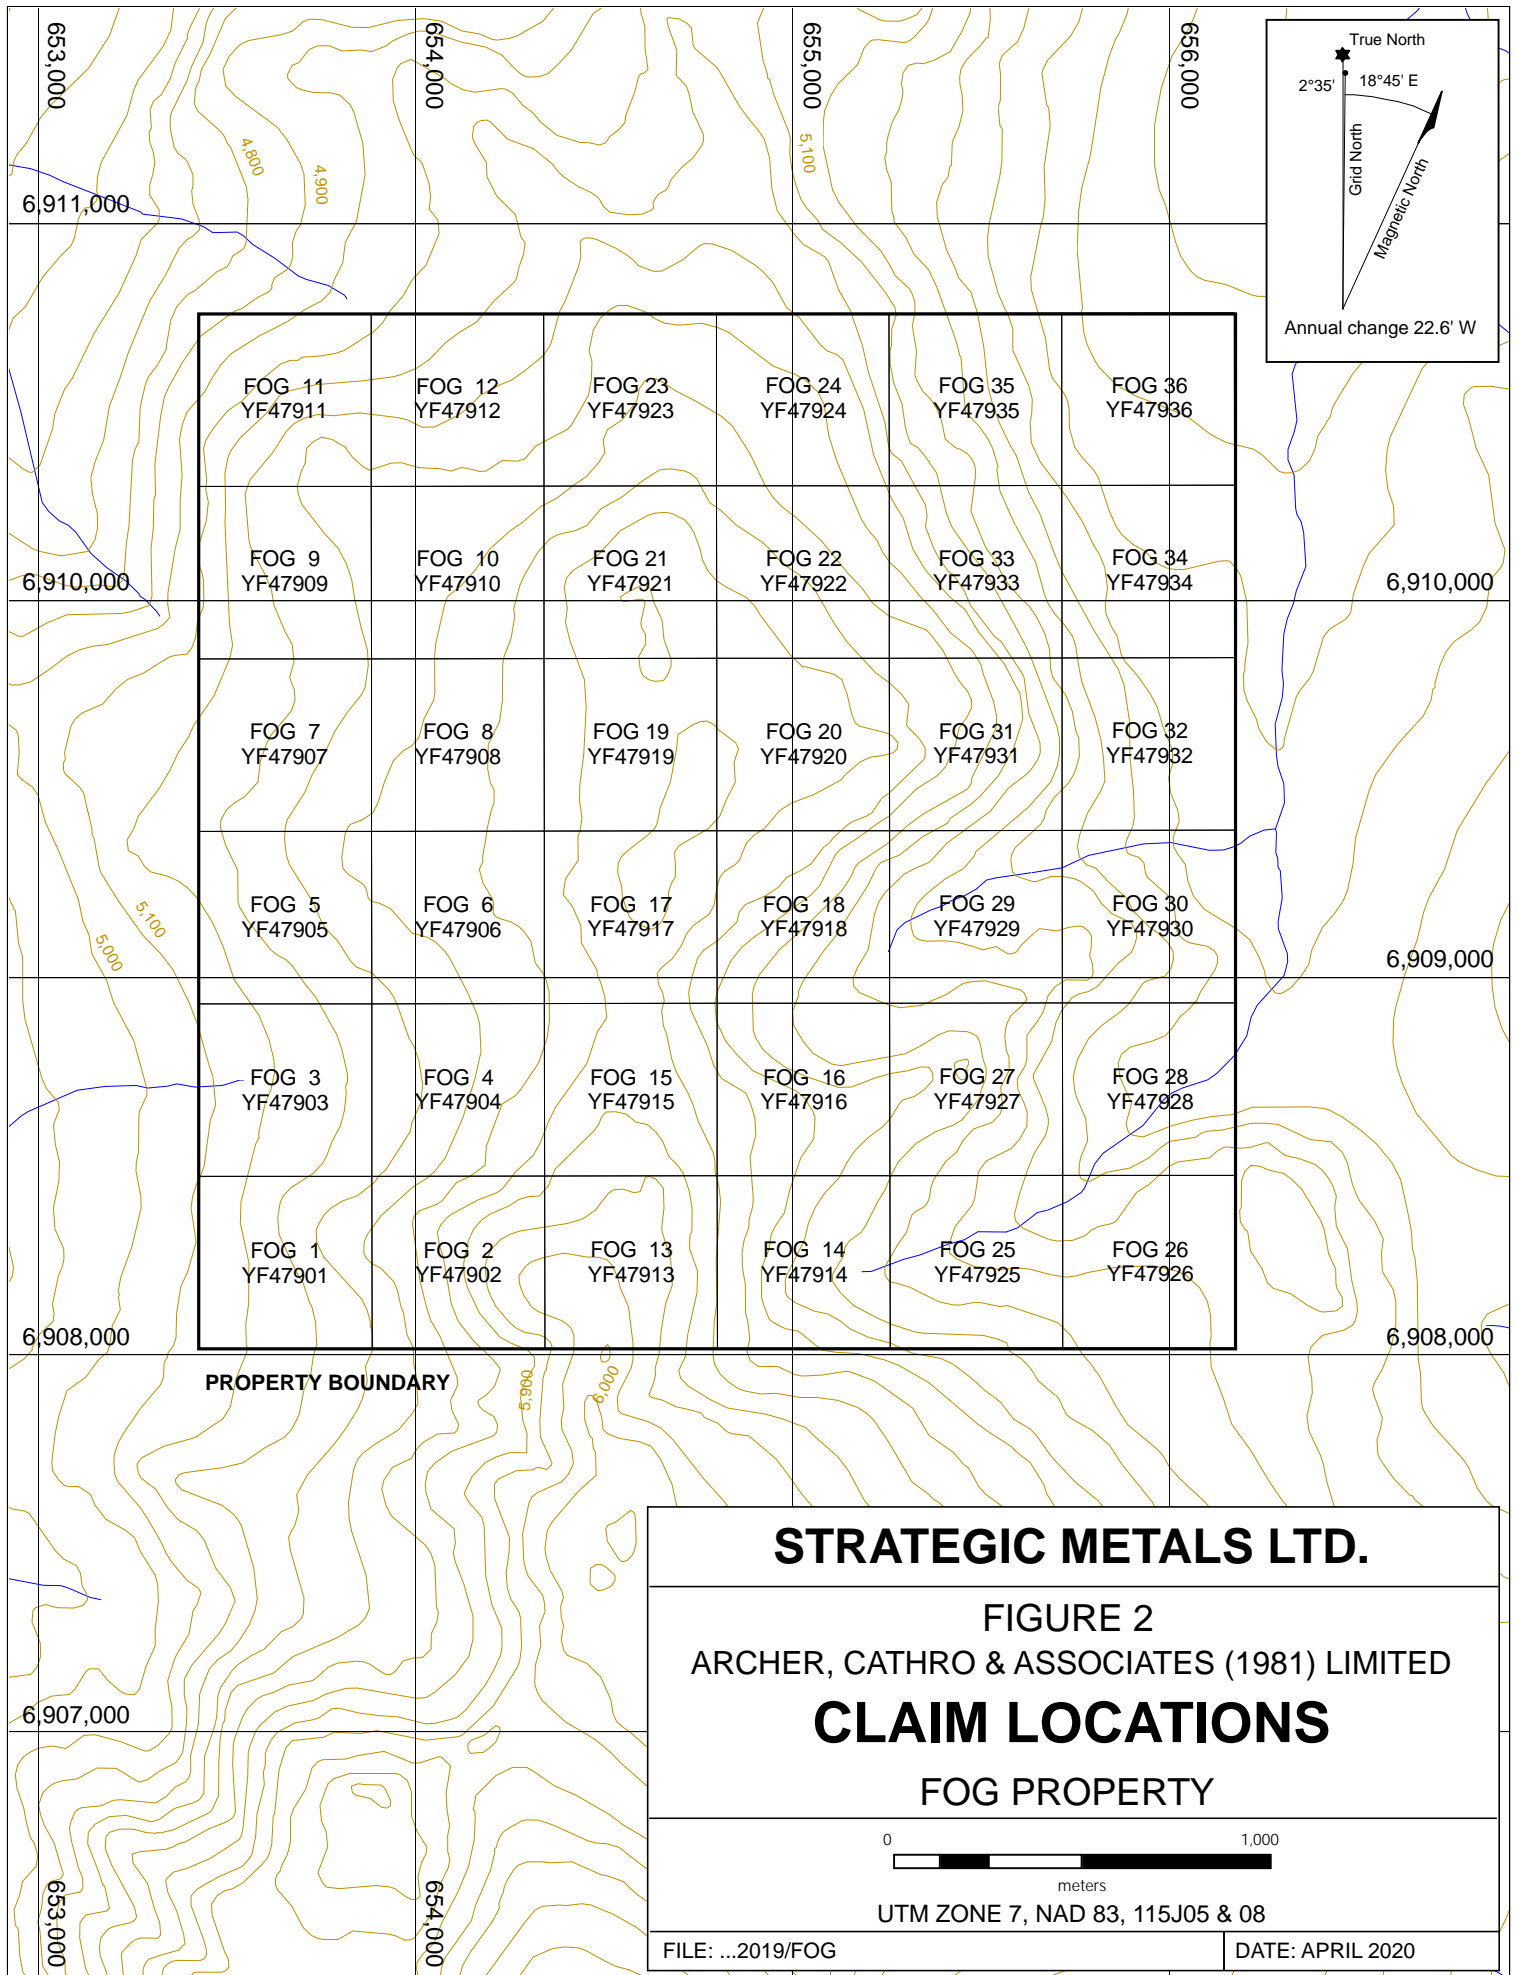 653,000
654,000
655,000
656,000
True North
2°35'
18°45' E
Grid North
Magnetic North
Annual change 22.6' W
4,800
4,900
5,100
6,911,000
FOG 11
YF47911
FOG 12
YF47912
FOG 23
YF47923
FOG 24
YF47924
FOG 35
YF47935
FOG 36
YF47936
FOG 9
YF47909
FOG 10
YF47910
FOG 21
YF47921
FOG 22
YF47922
FOG 33
YF47933
FOG 34
YF47934
6,910,000
6,910,000
FOG 7
YF47907
FOG 8
YF47908
FOG 19
YF47919
FOG 20
YF47920
FOG 31
YF47931
FOG 32
YF47932
5,100
5,000
FOG 5
YF47905
FOG 6
YF47906
FOG 17
YF47917
FOG 18
YF47918
FOG 29
YF47929
FOG 30
YF47930
6,909,000
FOG 3
YF47903
FOG 4
YF47904
FOG 15
YF47915
FOG 16
YF47916
FOG 27
YF47927
FOG 28
YF47928
FOG 1
YF47901
FOG 2
YF47902
FOG 13
YF47913
FOG 14
YF47914
FOG 25
YF47925
FOG 26
YF47926
6,908,000
6,908,000
PROPERTY BOUNDARY
5,900
6,000
6,907,000
653,000
654,000
STRATEGIC METALS LTD.
FIGURE 2
ARCHER, CATHRO & ASSOCIATES (1981) LIMITED
CLAIM LOCATIONS
FOG PROPERTY
0 1,000
meters
UTM ZONE 7, NAD 83, 115J05 & 08
FILE: ...2019/FOG
DATE: APRIL 2020